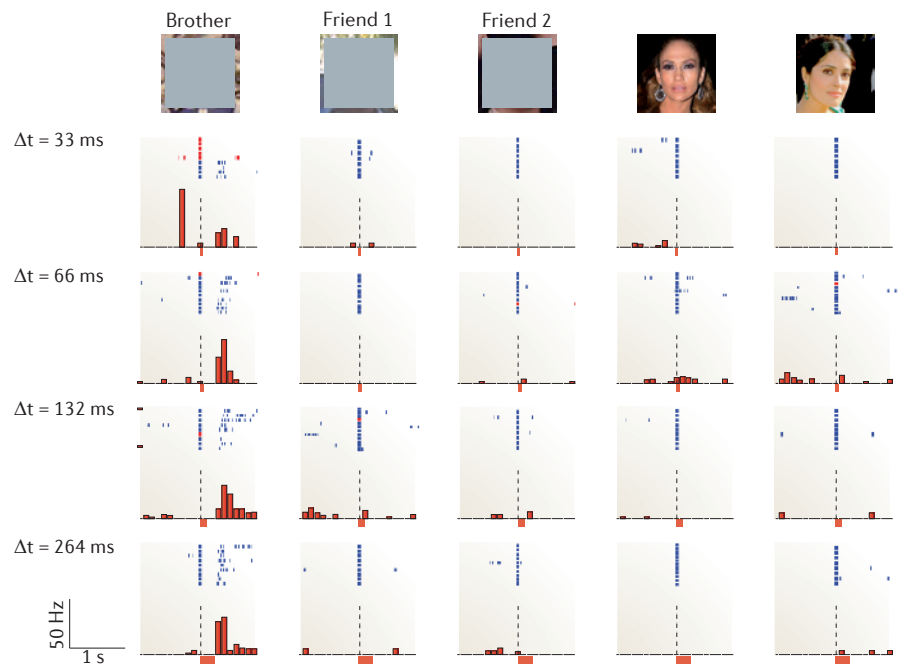 Brother
Friend 1
Friend 2
Δt = 33 ms
Δt = 66 ms
Δt = 132 ms
Δt = 264 ms
50 Hz
1 s